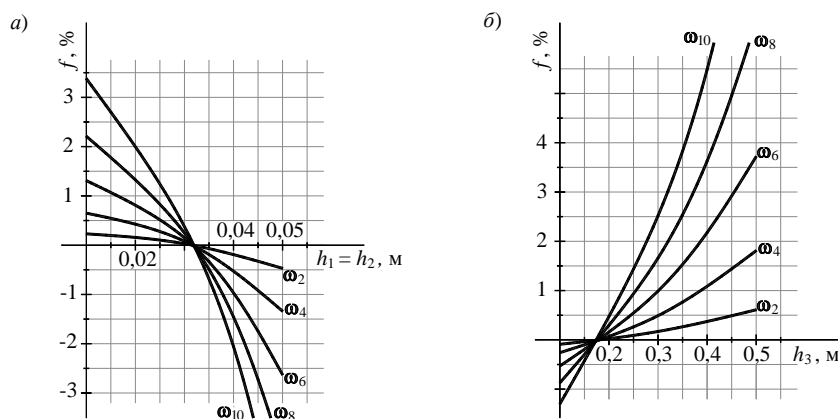 а)
f, %
3
2
1
0,04 0,05
0,02
h₁ = h₂, м
-1
-2
-3
ω₂
ω₄
ω₆
ω₁₀
ω₈
б)
f, %
ω₁₀
ω₈
ω₆
ω₄
ω₂
4
3
2
1
0,2 0,3 0,4 0,5 h₃, м